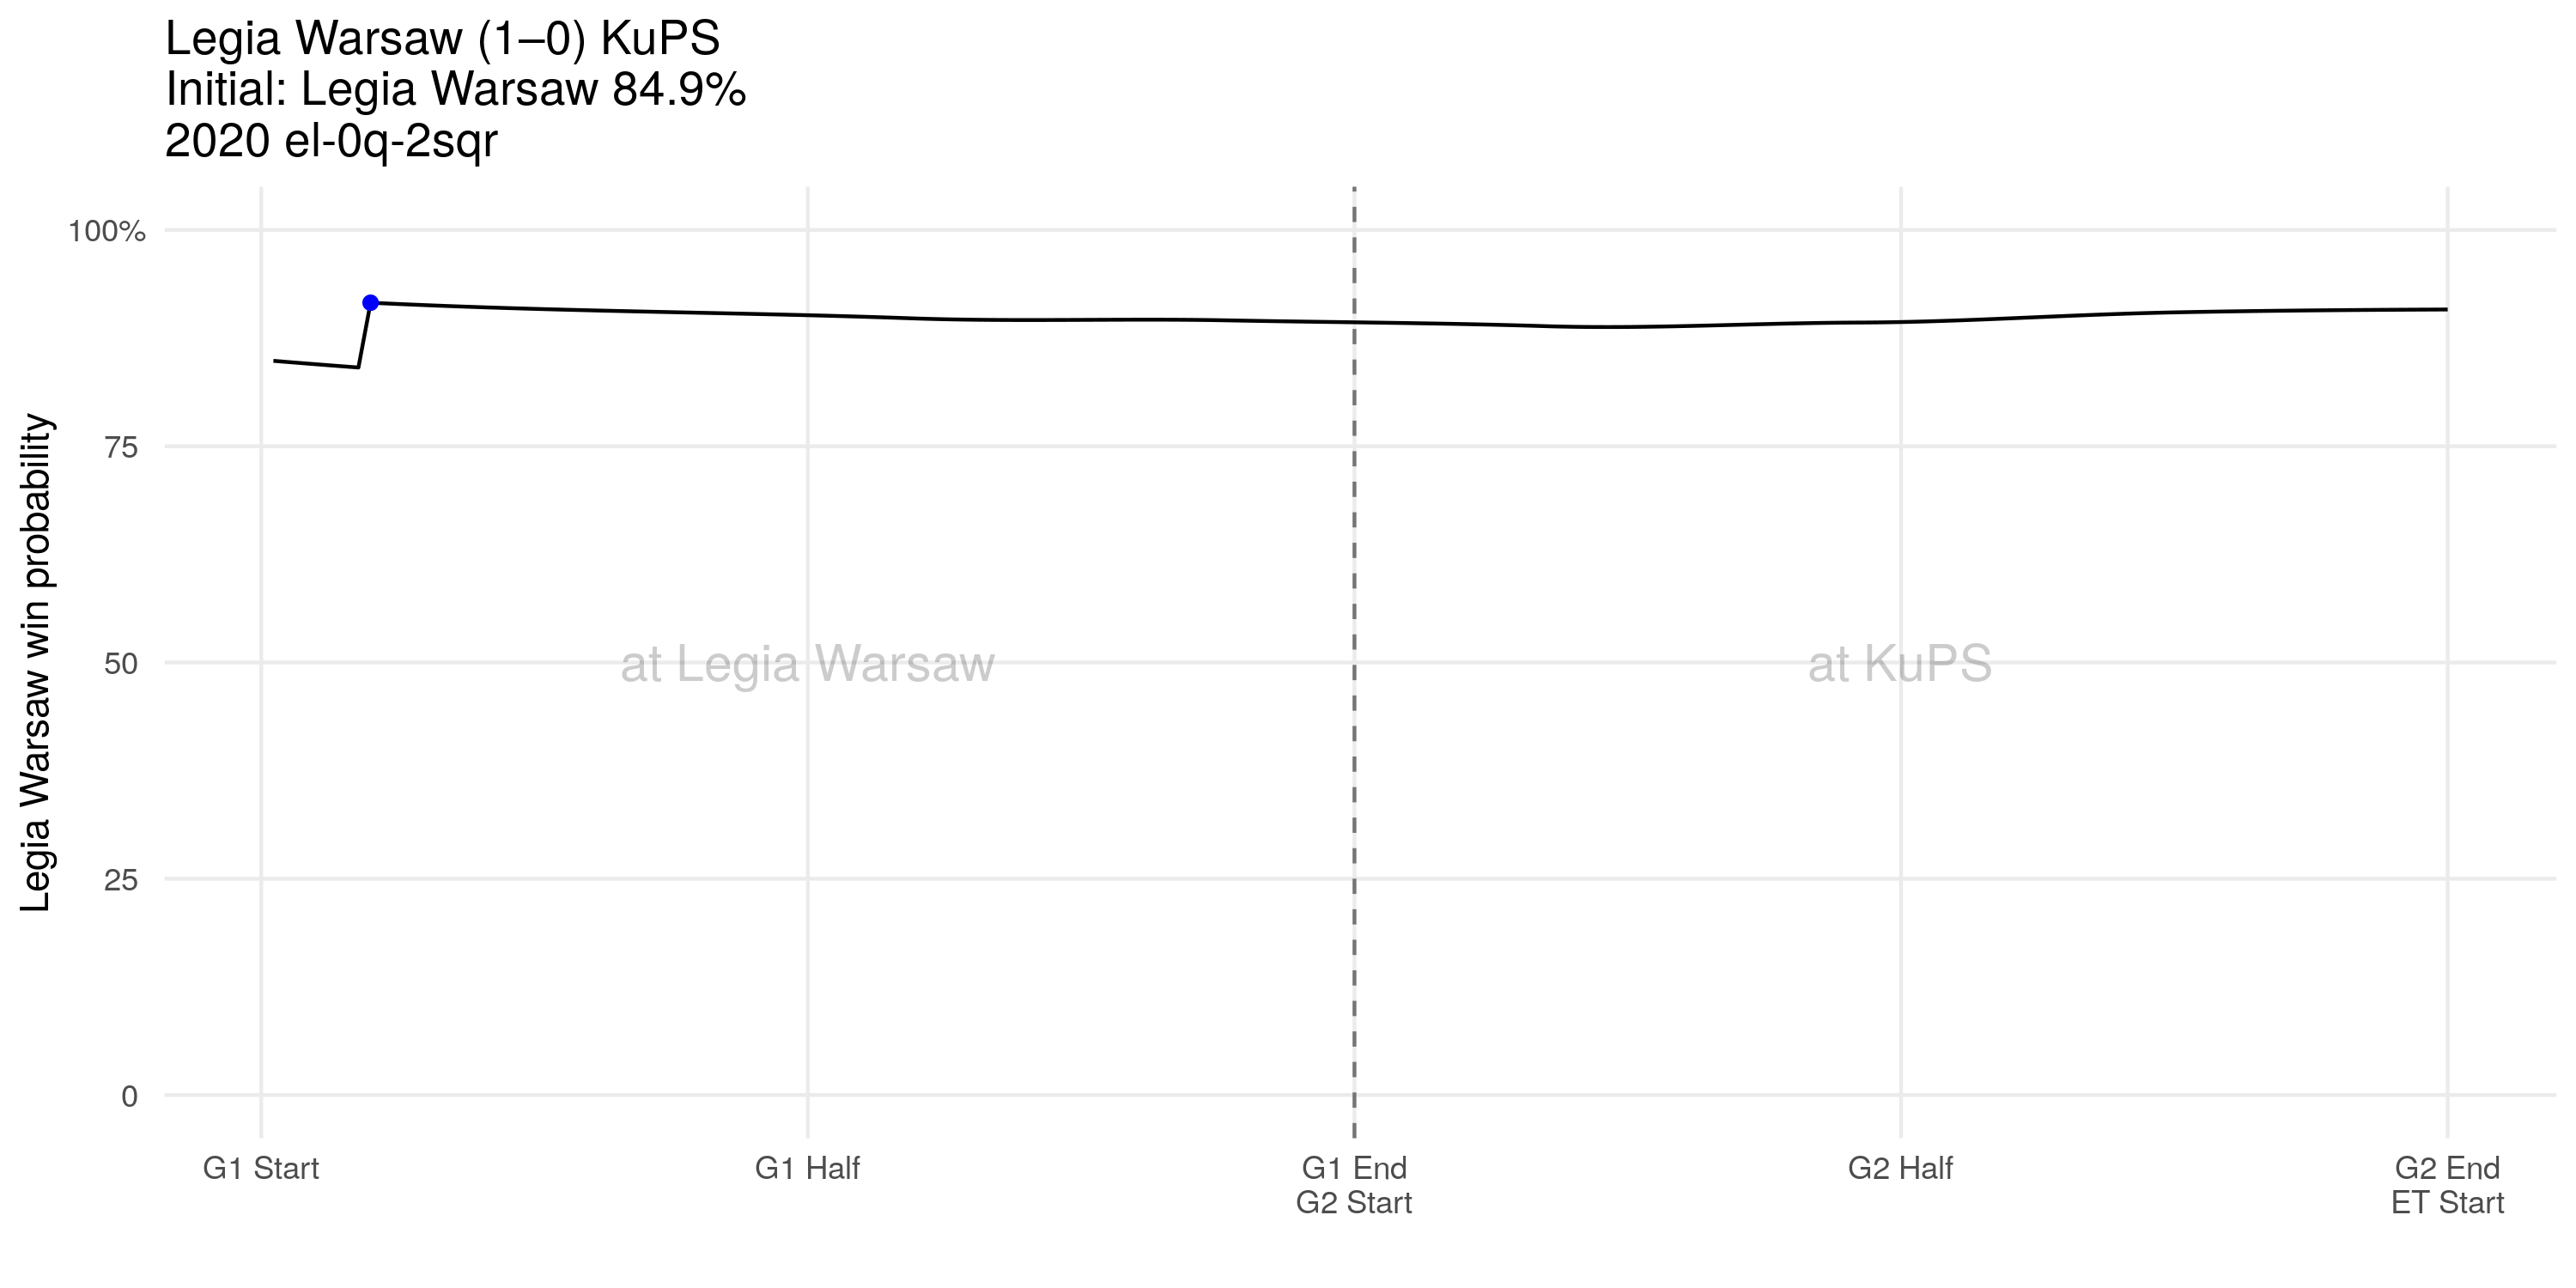 Legia Warsaw (1–0) KuPS
Initial: Legia Warsaw 84.9%
2020 el-0q-2sqr
Legia Warsaw win probability
100%
75
50
25
0
at Legia Warsaw
at KuPS
G1 Start
G1 Half
G1 End
G2 Start
G2 Half
G2 End
ET Start